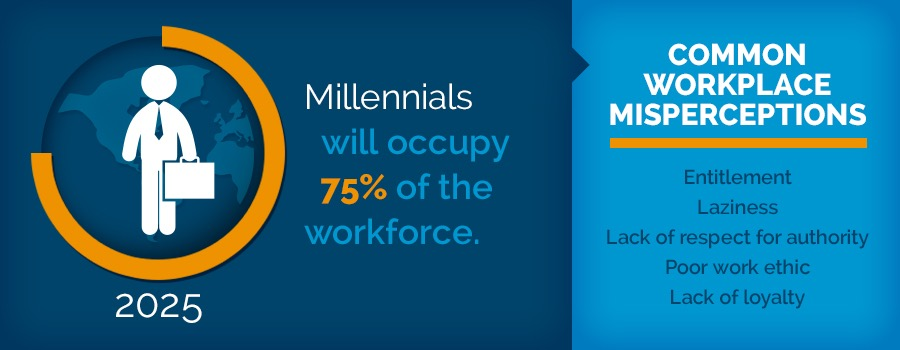 Millennials
will occupy
75% of the
workforce.
2025
COMMON
WORKPLACE
MISPERCEPTIONS
Entitlement
Laziness
Lack of respect for authority
Poor work ethic
Lack of loyalty